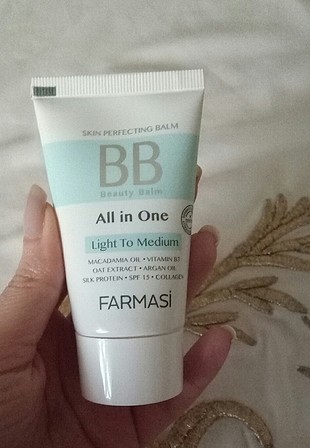 SKIN PERFECTING BALM
BB
Beauty Balm
All in One
Light To Medium
MACADAMIA OIL • VITAMIN B3
OAT EXTRACT • ARGAN OIL
SILK PROTEIN • SPF 15 • COLLAGEN
FARMASİ